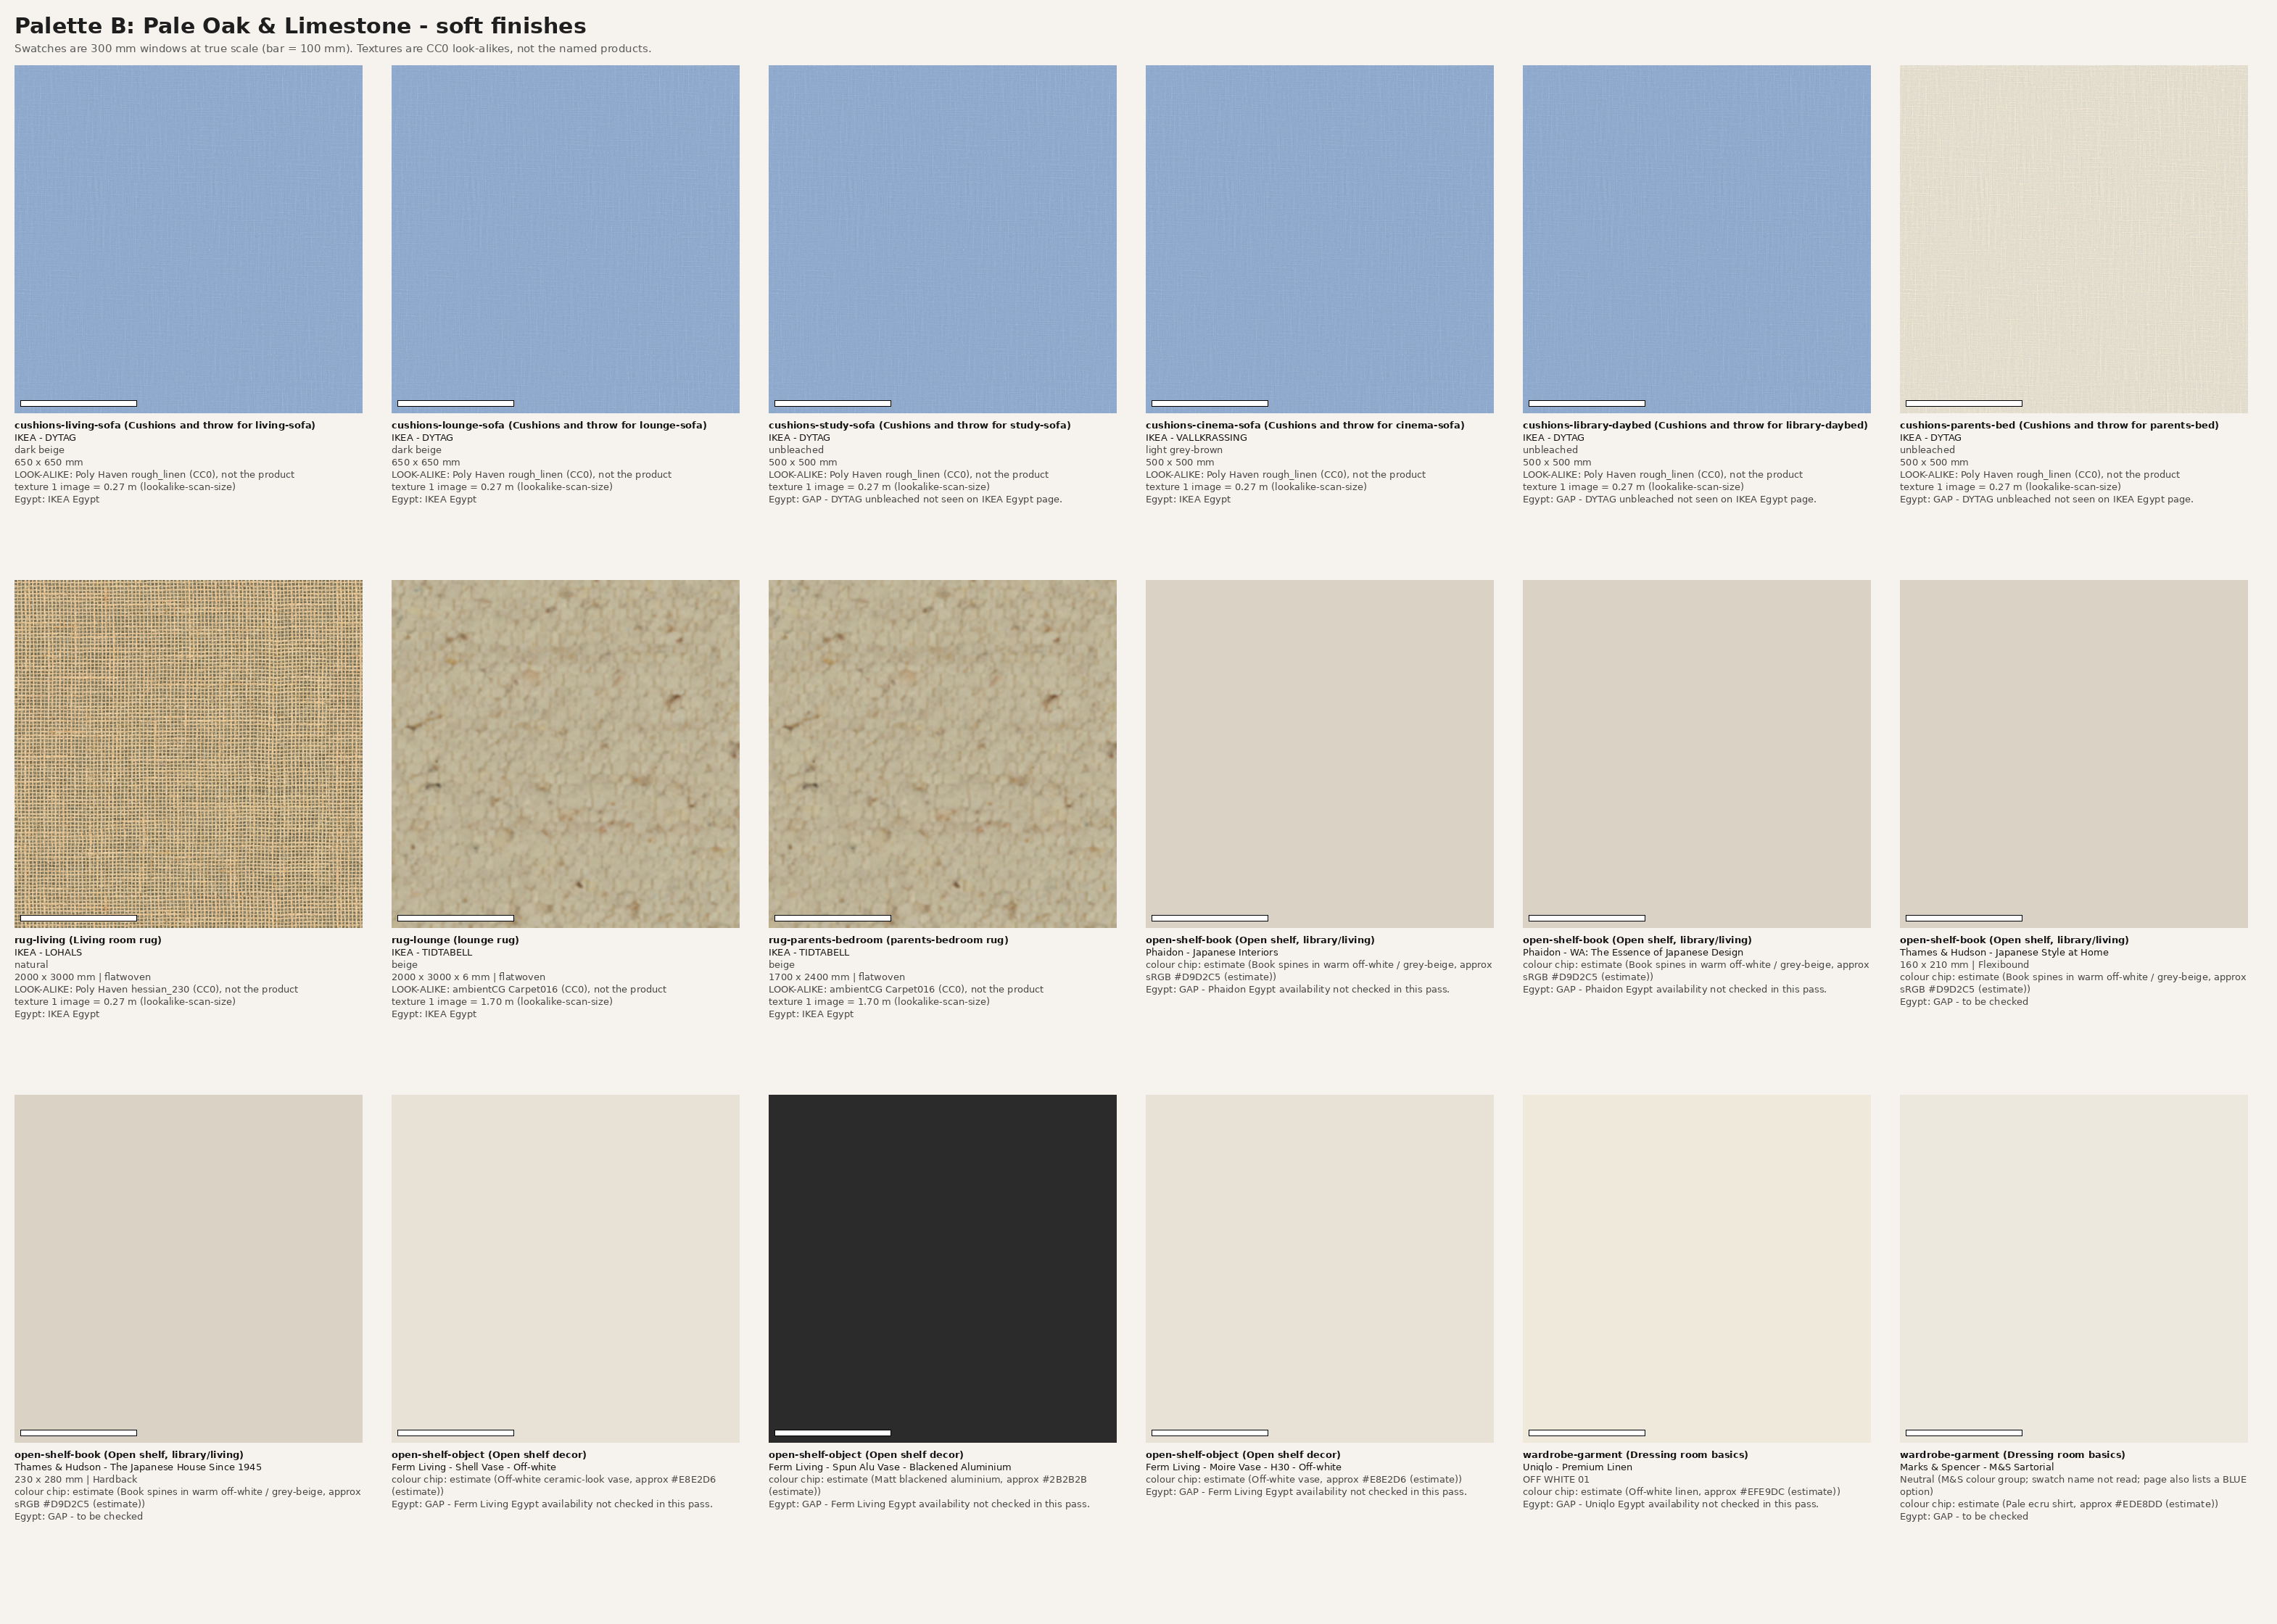 Palette B: Pale Oak & Limestone - soft finishes
Swatches are 300 mm windows at true scale (bar = 100 mm). Textures are CC0 look-alikes, not the named products.
cushions-living-sofa (Cushions and throw for living-sofa)
IKEA - DYTAG
dark beige
650 x 650 mm
LOOK-ALIKE: Poly Haven rough_linen (CC0), not the product
texture 1 image = 0.27 m (lookalike-scan-size)
Egypt: IKEA Egypt
cushions-lounge-sofa (Cushions and throw for lounge-sofa)
IKEA - DYTAG
dark beige
650 x 650 mm
LOOK-ALIKE: Poly Haven rough_linen (CC0), not the product
texture 1 image = 0.27 m (lookalike-scan-size)
Egypt: IKEA Egypt
cushions-study-sofa (Cushions and throw for study-sofa)
IKEA - DYTAG
unbleached
500 x 500 mm
LOOK-ALIKE: Poly Haven rough_linen (CC0), not the product
texture 1 image = 0.27 m (lookalike-scan-size)
Egypt: GAP - DYTAG unbleached not seen on IKEA Egypt page.
cushions-cinema-sofa (Cushions and throw for cinema-sofa)
IKEA - VALLKRASSING
light grey-brown
500 x 500 mm
LOOK-ALIKE: Poly Haven rough_linen (CC0), not the product
texture 1 image = 0.27 m (lookalike-scan-size)
Egypt: IKEA Egypt
cushions-library-daybed (Cushions and throw for library-daybed)
IKEA - DYTAG
unbleached
500 x 500 mm
LOOK-ALIKE: Poly Haven rough_linen (CC0), not the product
texture 1 image = 0.27 m (lookalike-scan-size)
Egypt: GAP - DYTAG unbleached not seen on IKEA Egypt page.
cushions-parents-bed (Cushions and throw for parents-bed)
IKEA - DYTAG
unbleached
500 x 500 mm
LOOK-ALIKE: Poly Haven rough_linen (CC0), not the product
texture 1 image = 0.27 m (lookalike-scan-size)
Egypt: GAP - DYTAG unbleached not seen on IKEA Egypt page.
rug-living (Living room rug)
IKEA - LOHALS
natural
2000 x 3000 mm | flatwoven
LOOK-ALIKE: Poly Haven hessian_230 (CC0), not the product
texture 1 image = 0.27 m (lookalike-scan-size)
Egypt: IKEA Egypt
rug-lounge (lounge rug)
IKEA - TIDTABELL
beige
2000 x 3000 x 6 mm | flatwoven
LOOK-ALIKE: ambientCG Carpet016 (CC0), not the product
texture 1 image = 1.70 m (lookalike-scan-size)
Egypt: IKEA Egypt
rug-parents-bedroom (parents-bedroom rug)
IKEA - TIDTABELL
beige
1700 x 2400 mm | flatwoven
LOOK-ALIKE: ambientCG Carpet016 (CC0), not the product
texture 1 image = 1.70 m (lookalike-scan-size)
Egypt: IKEA Egypt
open-shelf-book (Open shelf, library/living)
Phaidon - Japanese Interiors
colour chip: estimate (Book spines in warm off-white / grey-beige, approx
sRGB #D9D2C5 (estimate))
Egypt: GAP - Phaidon Egypt availability not checked in this pass.
open-shelf-book (Open shelf, library/living)
Phaidon - WA: The Essence of Japanese Design
colour chip: estimate (Book spines in warm off-white / grey-beige, approx
sRGB #D9D2C5 (estimate))
Egypt: GAP - Phaidon Egypt availability not checked in this pass.
open-shelf-book (Open shelf, library/living)
Thames & Hudson - Japanese Style at Home
160 x 210 mm | Flexibound
colour chip: estimate (Book spines in warm off-white / grey-beige, approx
sRGB #D9D2C5 (estimate))
Egypt: GAP - to be checked
open-shelf-book (Open shelf, library/living)
Thames & Hudson - The Japanese House Since 1945
230 x 280 mm | Hardback
colour chip: estimate (Book spines in warm off-white / grey-beige, approx
sRGB #D9D2C5 (estimate))
Egypt: GAP - to be checked
open-shelf-object (Open shelf decor)
Ferm Living - Shell Vase - Off-white
colour chip: estimate (Off-white ceramic-look vase, approx #E8E2D6
(estimate))
Egypt: GAP - Ferm Living Egypt availability not checked in this pass.
open-shelf-object (Open shelf decor)
Ferm Living - Spun Alu Vase - Blackened Aluminium
colour chip: estimate (Matt blackened aluminium, approx #2B2B2B
(estimate))
Egypt: GAP - Ferm Living Egypt availability not checked in this pass.
open-shelf-object (Open shelf decor)
Ferm Living - Moire Vase - H30 - Off-white
colour chip: estimate (Off-white vase, approx #E8E2D6 (estimate))
Egypt: GAP - Ferm Living Egypt availability not checked in this pass.
wardrobe-garment (Dressing room basics)
Uniqlo - Premium Linen
OFF WHITE 01
colour chip: estimate (Off-white linen, approx #EFE9DC (estimate))
Egypt: GAP - Uniqlo Egypt availability not checked in this pass.
wardrobe-garment (Dressing room basics)
Marks & Spencer - M&S Sartorial
Neutral (M&S colour group; swatch name not read; page also lists a BLUE
option)
colour chip: estimate (Pale ecru shirt, approx #EDE8DD (estimate))
Egypt: GAP - to be checked